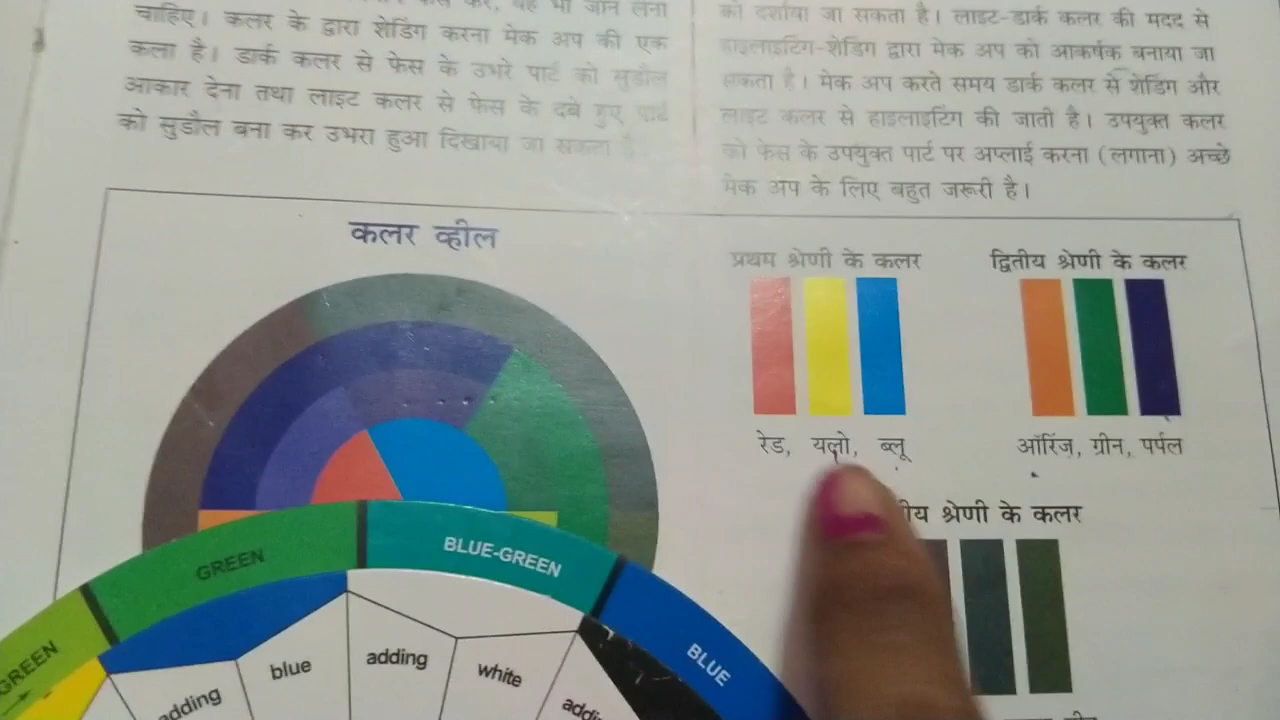 चाहिए। कलर के द्वारा शेडिंग करना मेक अप की एक
कला है। डार्क कलर से फेस के उभरे पार्ट को सुडौल
आकार देना तथा लाइट कलर से फेस के दबे हुए पार्ट
को सुडौल बना कर उभरा हुआ दिखाया जा सकता है
को दर्शाया जा सकता है। लाइट-डार्क कलर की मदद से
हाइलाइटिंग-शेडिंग द्वारा मेक अप को आकर्षक बनाया जा
सकता है। मेक अप करते समय डार्क कलर से शेडिंग और
लाइट कलर से हाइलाइटिंग की जाती है। उपयुक्त कलर
को फेस के उपयुक्त पार्ट पर अप्लाई करना (लगाना) अच्छे
मेक अप के लिए बहुत जरूरी है।
कलर व्हील
प्रथम श्रेणी के कलर
रेड, यलो, ब्लू
द्वितीय श्रेणी के कलर
ऑरिंज, ग्रीन, पर्पल
श्रेणी के कलर
GREEN
GREEN
BLUE-GREEN
BLUE
adding
blue
adding
white